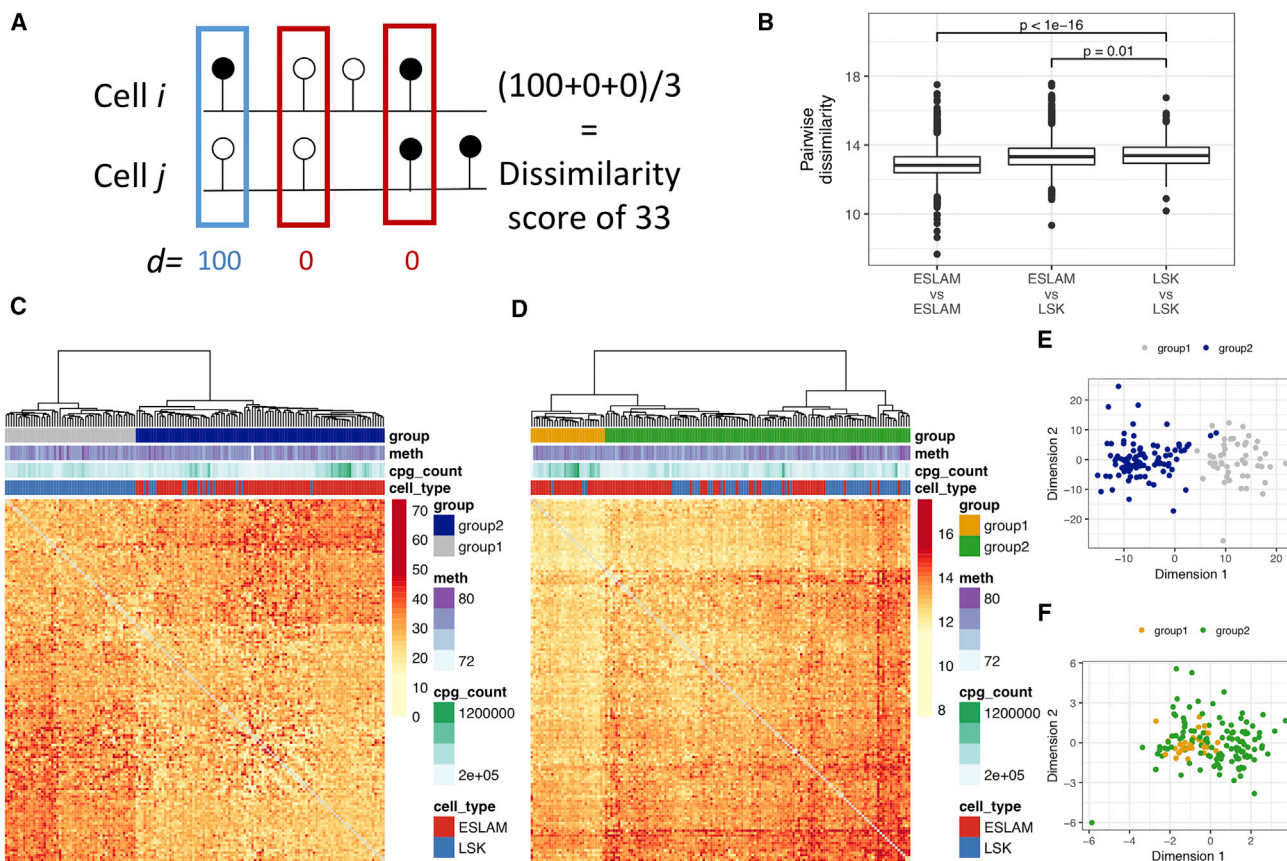 A
Cell i
Cell j
d= 100 0 0
(100+0+0)/3
=
Dissimilarity
score of 33
B
Pairwise
dissimilarity
18
16
13
10
p < 1e-16
p = 0.01
ESLAM
vs
ESLAM
ESLAM
vs
LSK
LSK
vs
LSK
C
group
meth
cpg_count
cell_type
70
60
50
40
30
20
10
0
group
group2
group1
meth
80
72
cpg_count
1200000
2e+05
cell_type
ESLAM
LSK
D
group
meth
cpg_count
cell_type
16
14
12
10
8
group
group1
group2
meth
80
72
cpg_count
1200000
2e+05
cell_type
ESLAM
LSK
E
group1 group2
Dimension 2
20
10
0
−10
−20
−10 0 10 20
Dimension 1
F
group1 group2
Dimension 2
6
3
0
−3
−6
−6 −4 −2 0 2
Dimension 1